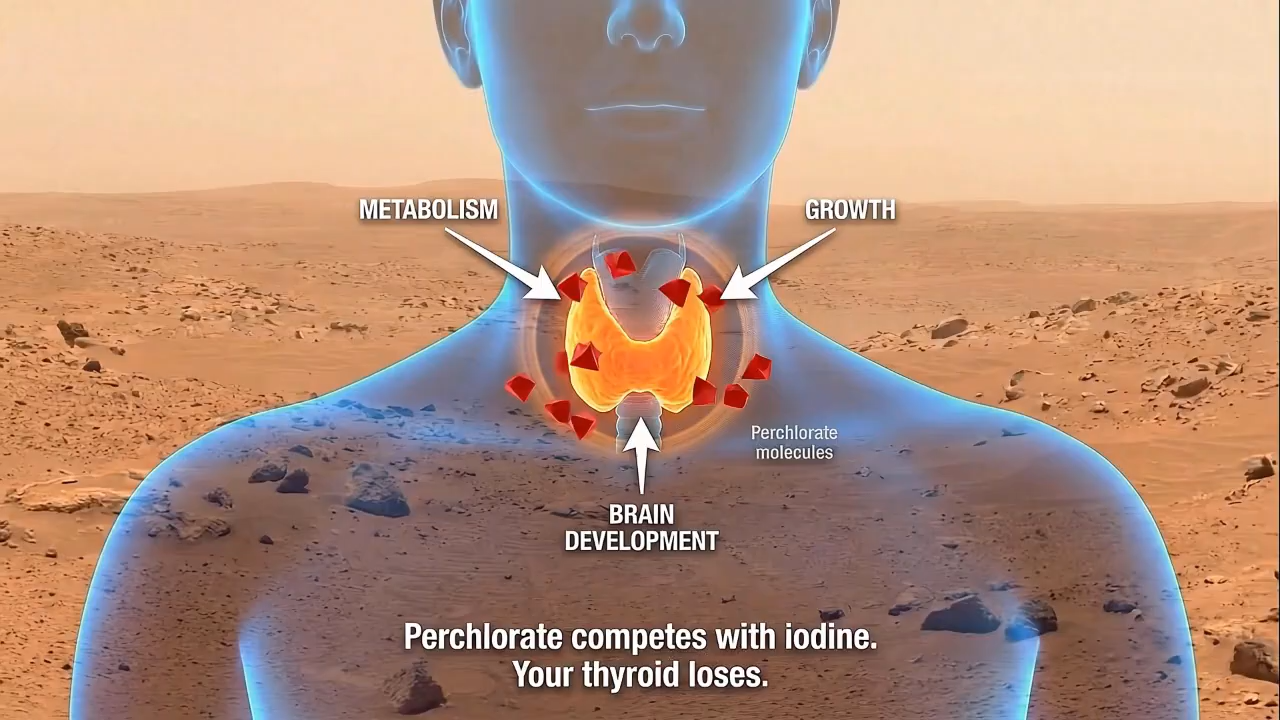 METABOLISM
GROWTH
Perchlorate
molecules
BRAIN
DEVELOPMENT
Perchlorate competes with iodine.
Your thyroid loses.